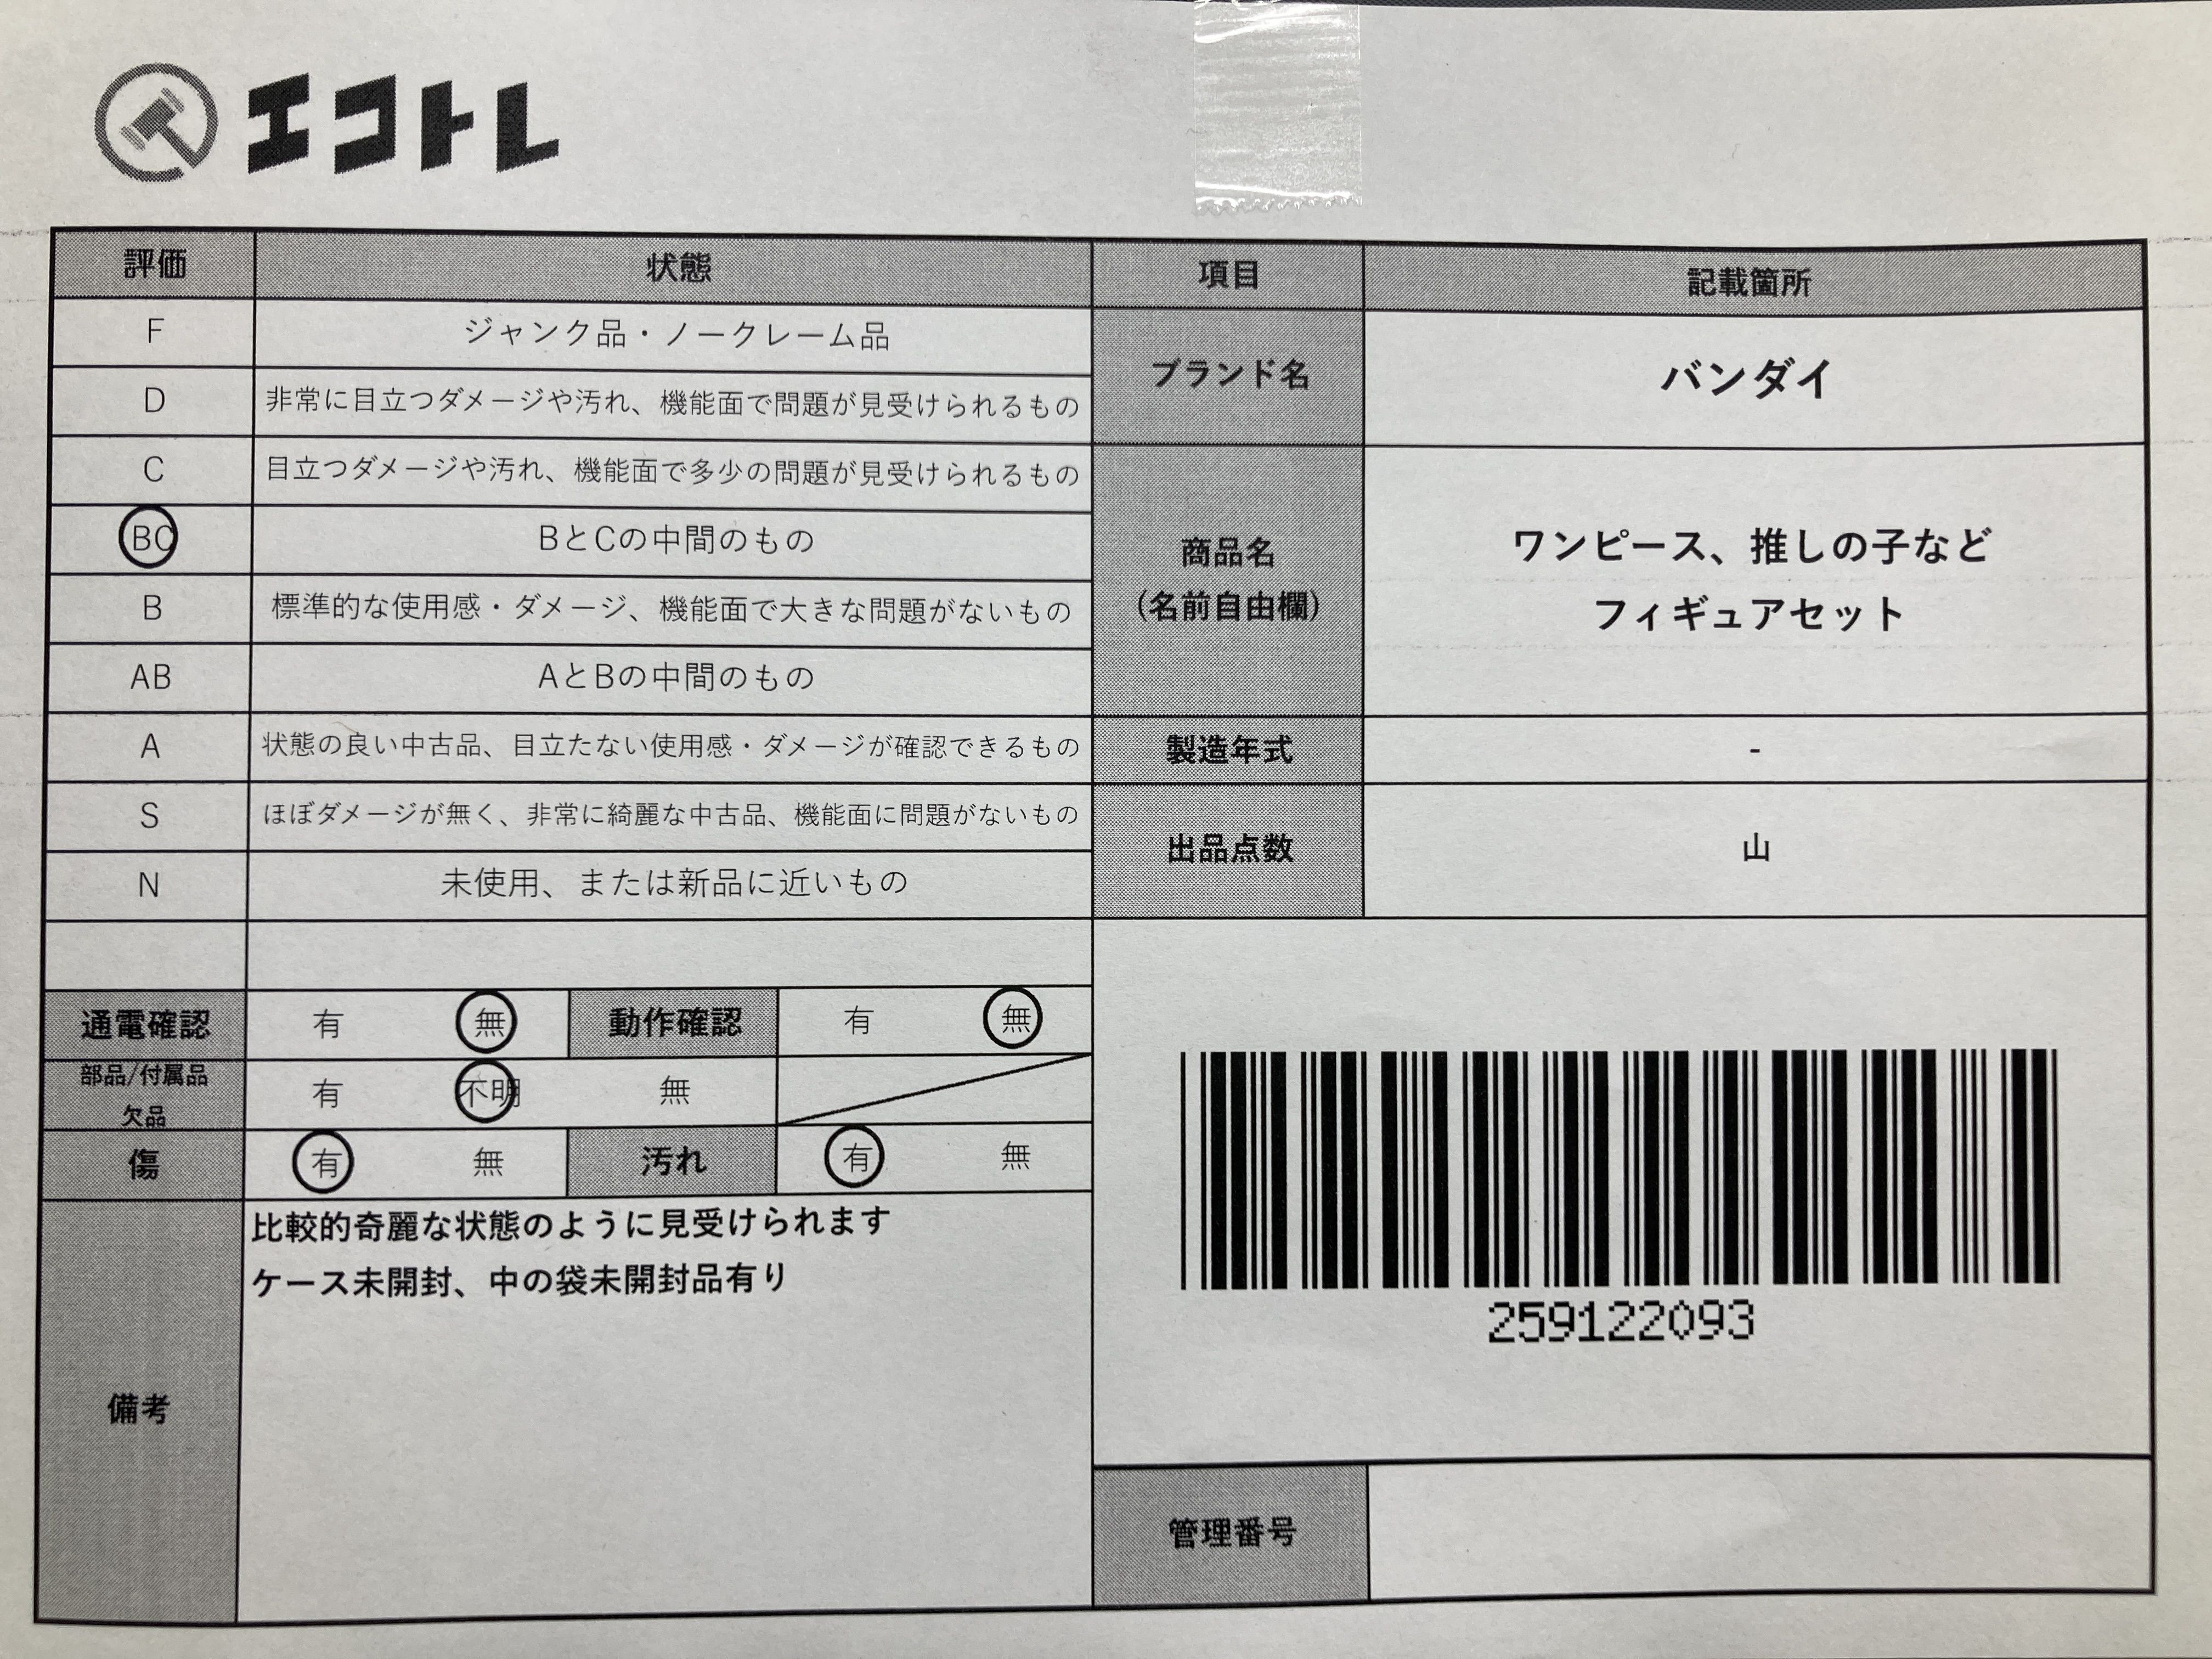 エコトレ
評価 状態 項目 記載箇所
F ジャンク品・ノークレーム品
D 非常に目立つダメージや汚れ、機能面で問題が見受けられるもの
ブランド名 バンダイ
C 目立つダメージや汚れ、機能面で多少の問題が見受けられるもの
BC BとCの中間のもの
B 標準的な使用感・ダメージ、機能面で大きな問題がないもの
AB AとBの中間のもの
商品名
(名前自由欄)
ワンピース、推しの子など
フィギュアセット
A 状態の良い中古品、目立たない使用感・ダメージが確認できるもの
製造年式 -
S ほぼダメージが無く、非常に綺麗な中古品、機能面に問題がないもの
N 未使用、または新品に近いもの
出品点数 山
通電確認 有 無 動作確認 有 無
部品/付属品
欠品
有 不明 無
傷 有 無 汚れ 有 無
備考
比較的奇麗な状態のように見受けられます
ケース未開封、中の袋未開封品有り
259122093
管理番号